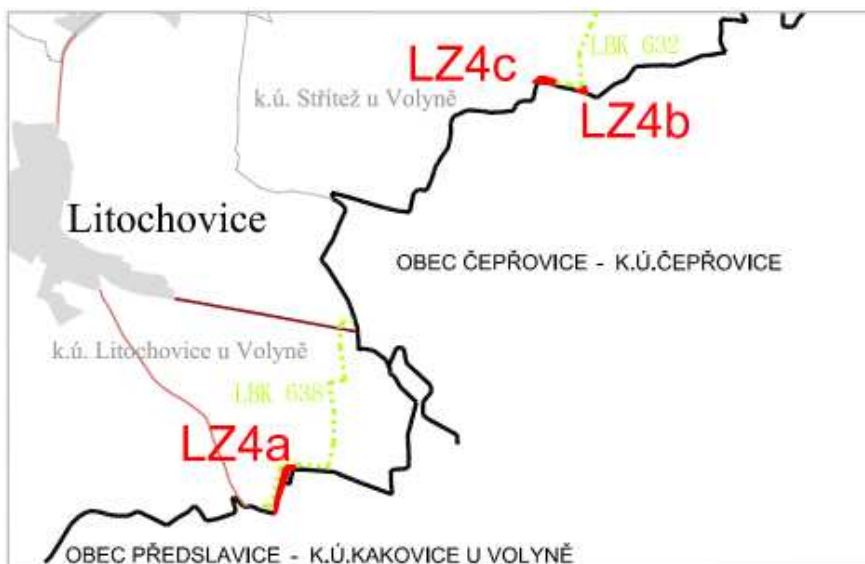 LBK 632
LZ4c
k.ú. Střítež u Volyně
LZ4b
Litochovice
OBEC ČEPŘOVICE - K.Ú.ČEPŘOVICE
k.ú. Litochovice u Volyně
LBK 638
LZ4a
OBEC PŘEDSLAVICE - K.Ú.KAKOVICE U VOLYNĚ